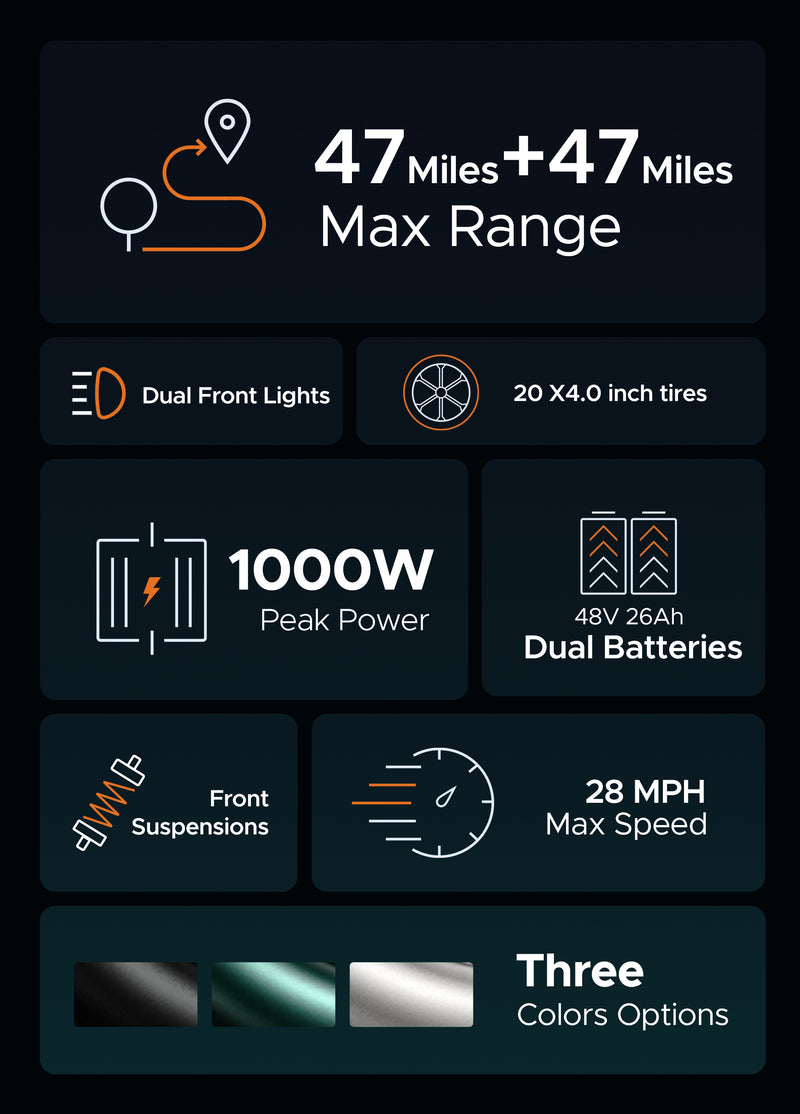 47Miles+47Miles
Max Range
Dual Front Lights
20 X4.0 inch tires
1000W
Peak Power
48V 26Ah
Dual Batteries
Front
Suspensions
28 MPH
Max Speed
Three
Colors Options